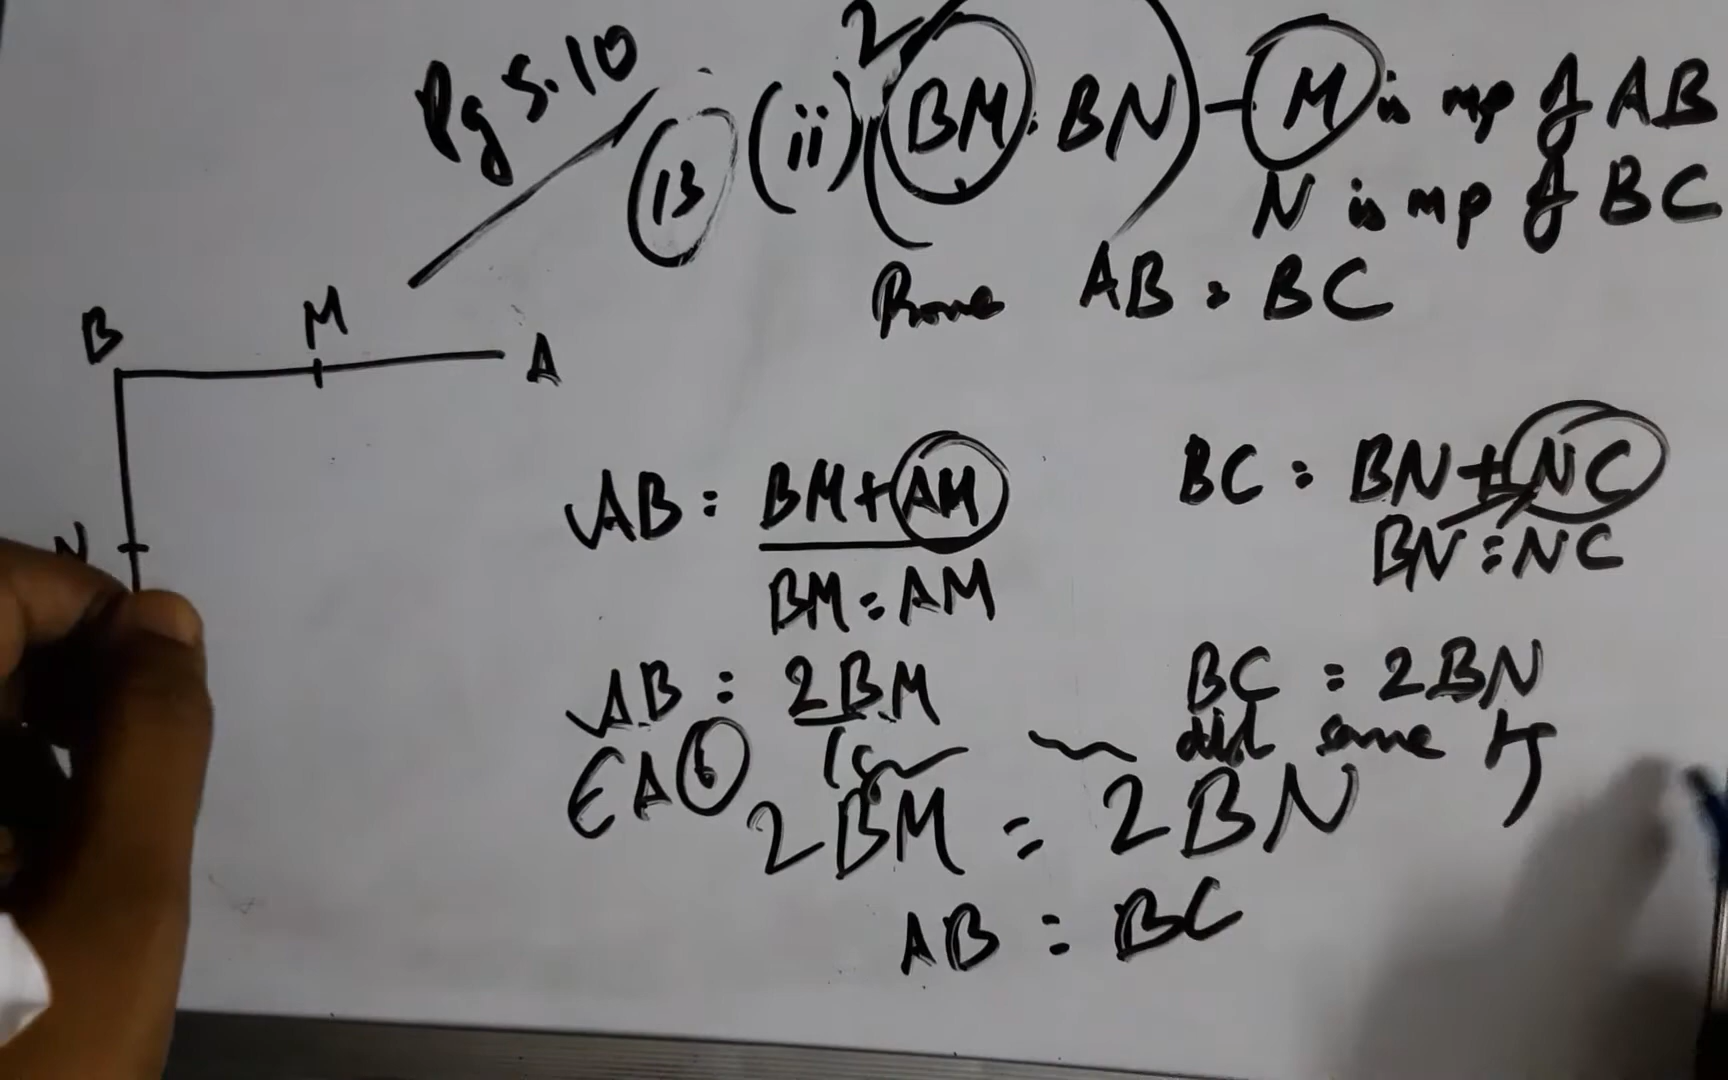 Pg 5.10
13 (ii) 2 (BM = BN) - M is mp of AB
N is mp of BC
Prove AB = BC
B M A
N
AB = BM + AM
BM = AM
BC = BN + NC
BN = NC
AB = 2BM
BC = 2BN
EA 6
same
2BM = 2BN
AB = BC